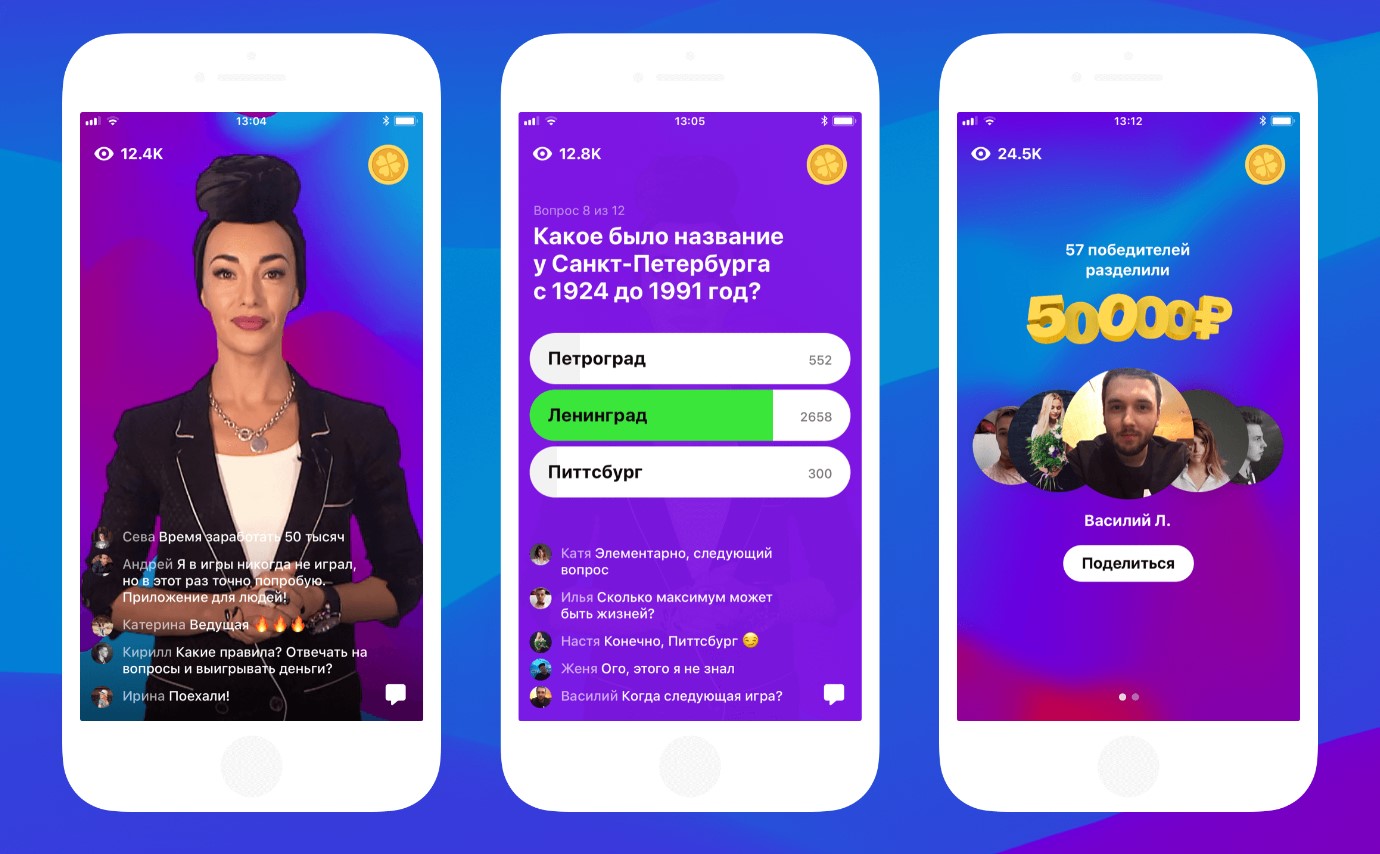 13:04
12.4K
Сева Время заработать 50 тысяч
Андрей Я в игры никогда не играл,
но в этот раз точно попробую.
Приложение для людей!
Катерина Ведущая 🔥🔥🔥
Кирилл Какие правила? Отвечать на
вопросы и выигрывать деньги?
Ирина Поехали!
13:05
12.8K
Вопрос 8 из 12
Какое было название
у Санкт-Петербурга
с 1924 до 1991 год?
Петроград 552
Ленинград 2658
Питтсбург 300
Катя Элементарно, следующий
вопрос
Илья Сколько максимум может
быть жизней?
Настя Конечно, Питтсбург 😏
Женя Ого, этого я не знал
Василий Когда следующая игра?
13:12
24.5K
57 победителей
разделили
50000₽
Василий Л.
Поделиться